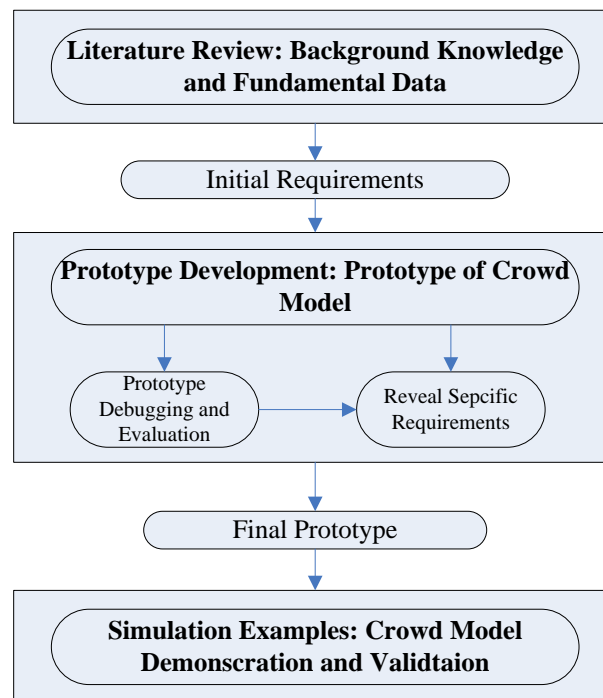 Literature Review: Background Knowledge
and Fundamental Data
Initial Requirements
Prototype Development: Prototype of Crowd
Model
Prototype
Debugging and
Evaluation
Reveal Sepcific
Requirements
Final Prototype
Simulation Examples: Crowd Model
Demonscration and Validtaion